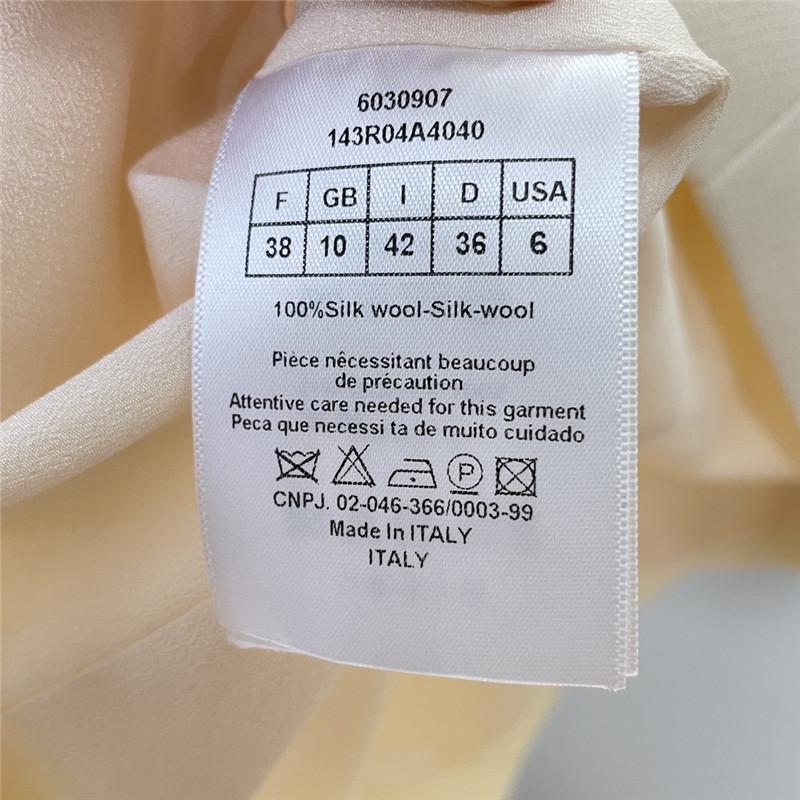 6030907
143R04A4040
F GB I D USA
38 10 42 36 6
100%Silk wool-Silk-wool
Pièce nêcessitant beaucoup
de précaution
Attentive care needed for this garment
Peca que necessi ta de muito cuidado
P
CNPJ. 02-046-366/0003-99
Made In ITALY
ITALY